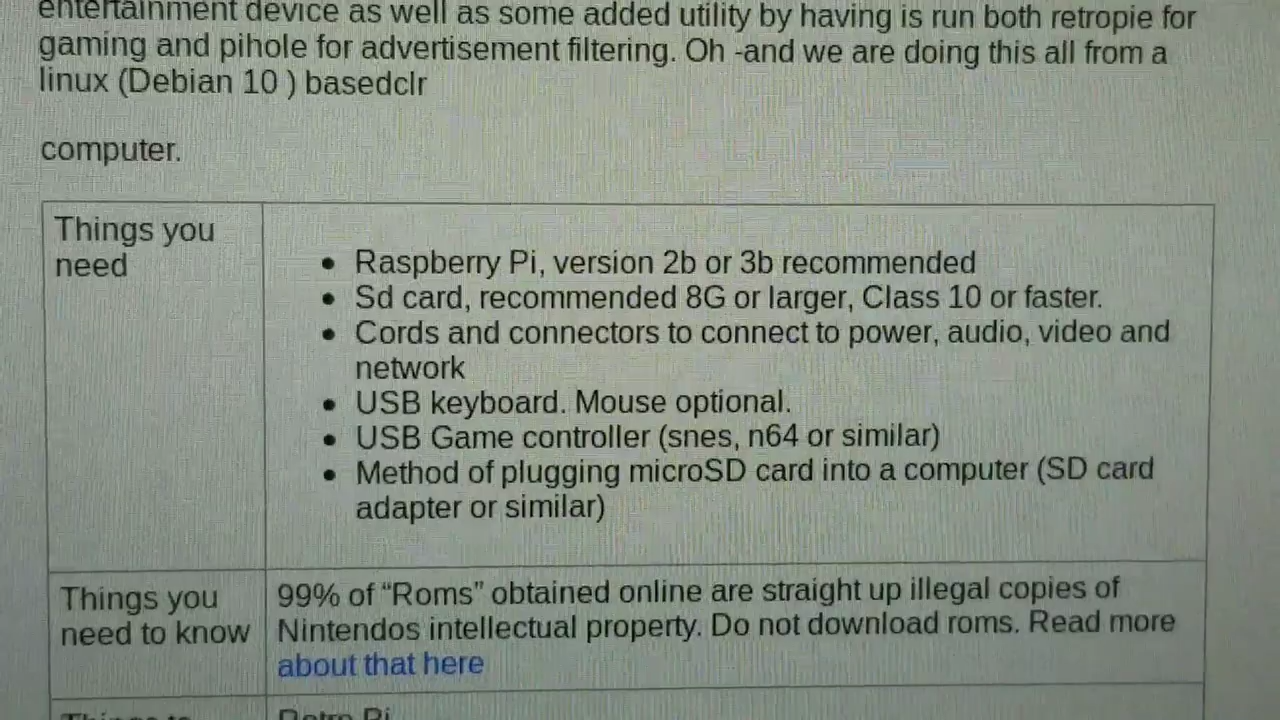 entertainment device as well as some added utility by having is run both retropie for
gaming and pihole for advertisement filtering. Oh -and we are doing this all from a
linux (Debian 10 ) basedclr
computer.
Things you
need
• Raspberry Pi, version 2b or 3b recommended
• Sd card, recommended 8G or larger, Class 10 or faster.
• Cords and connectors to connect to power, audio, video and
network
• USB keyboard. Mouse optional.
• USB Game controller (snes, n64 or similar)
• Method of plugging microSD card into a computer (SD card
adapter or similar)
Things you
need to know
99% of “Roms” obtained online are straight up illegal copies of
Nintendos intellectual property. Do not download roms. Read more
about that here
Things to
Retro Pi